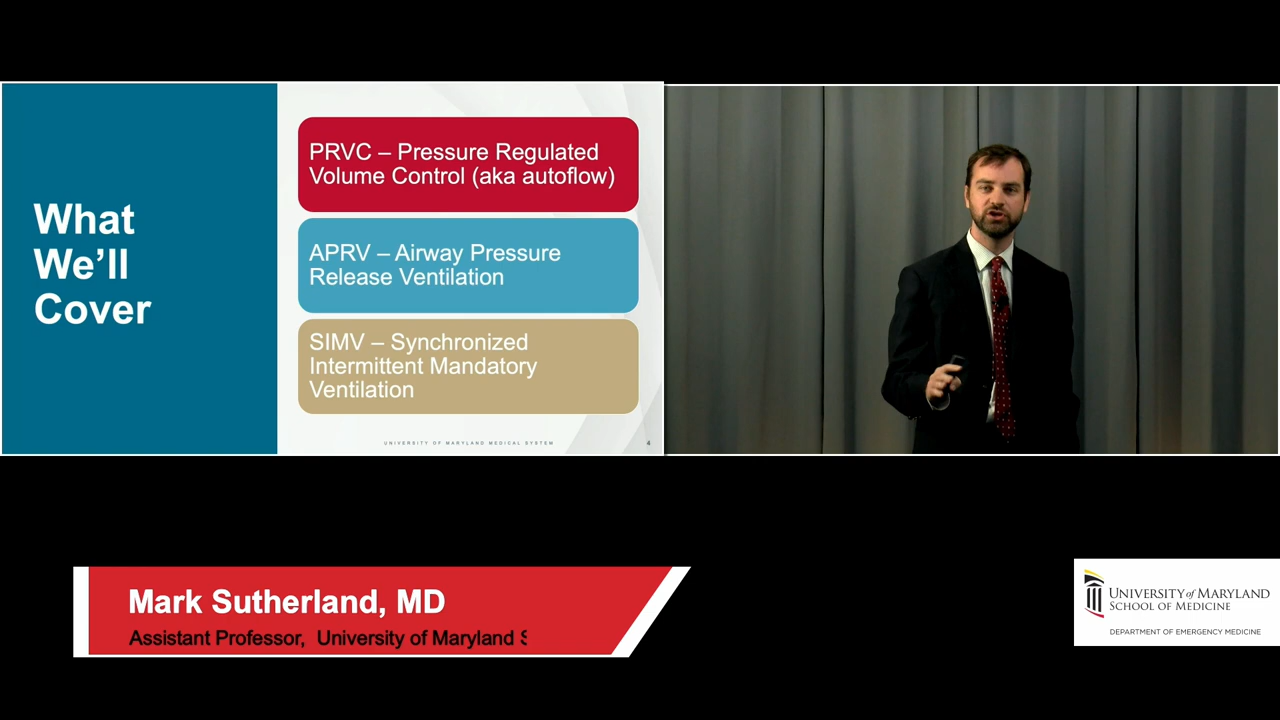 What
We’ll
Cover
PRVC – Pressure Regulated
Volume Control (aka autoflow)
APRV – Airway Pressure
Release Ventilation
SIMV – Synchronized
Intermittent Mandatory
Ventilation
UNIVERSITY OF MARYLAND MEDICAL SYSTEM
4
Mark Sutherland, MD
Assistant Professor, University of Maryland S
UNIVERSITY of MARYLAND
SCHOOL OF MEDICINE
DEPARTMENT OF EMERGENCY MEDICINE